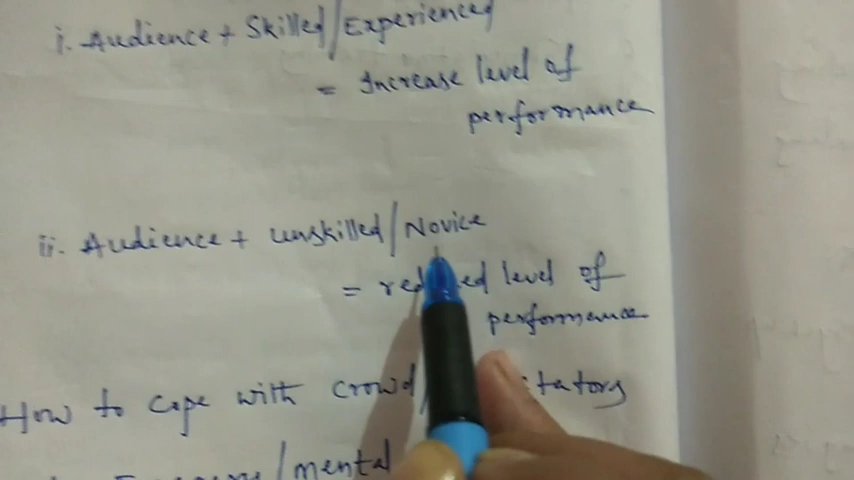 i. Audience + Skilled/Experienced
= Increase level of
performance
ii. Audience + unskilled/Novice
= level of
performance
How to cope with crowd
/mental